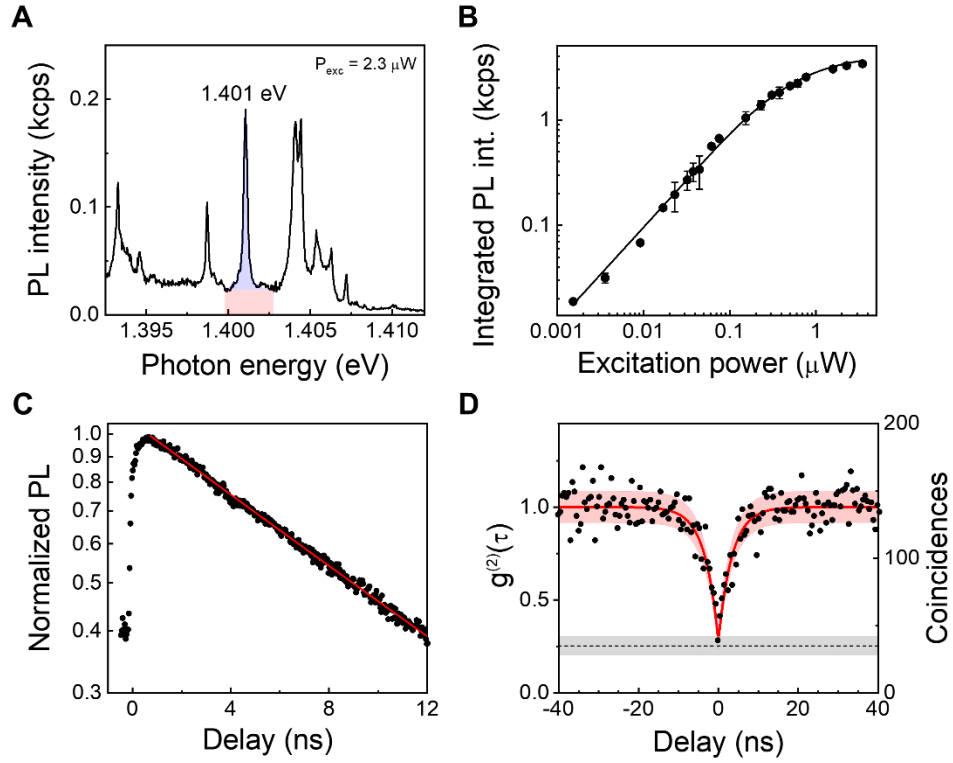 A
P_exc = 2.3 μW
1.401 eV
0.2
0.1
0.0
1.395
1.400
1.405
1.410
PL intensity (kcps)
Photon energy (eV)
B
1
0.1
0.001
0.01
0.1
1
Integrated PL int. (kcps)
Excitation power (μW)
C
1.0
0.9
0.8
0.7
0.6
0.5
0.4
0.3
0
4
8
12
Normalized PL
Delay (ns)
D
1.0
0.5
0.0
200
100
0
-40
-20
0
20
40
g⁽²⁾(τ)
Coincidences
Delay (ns)